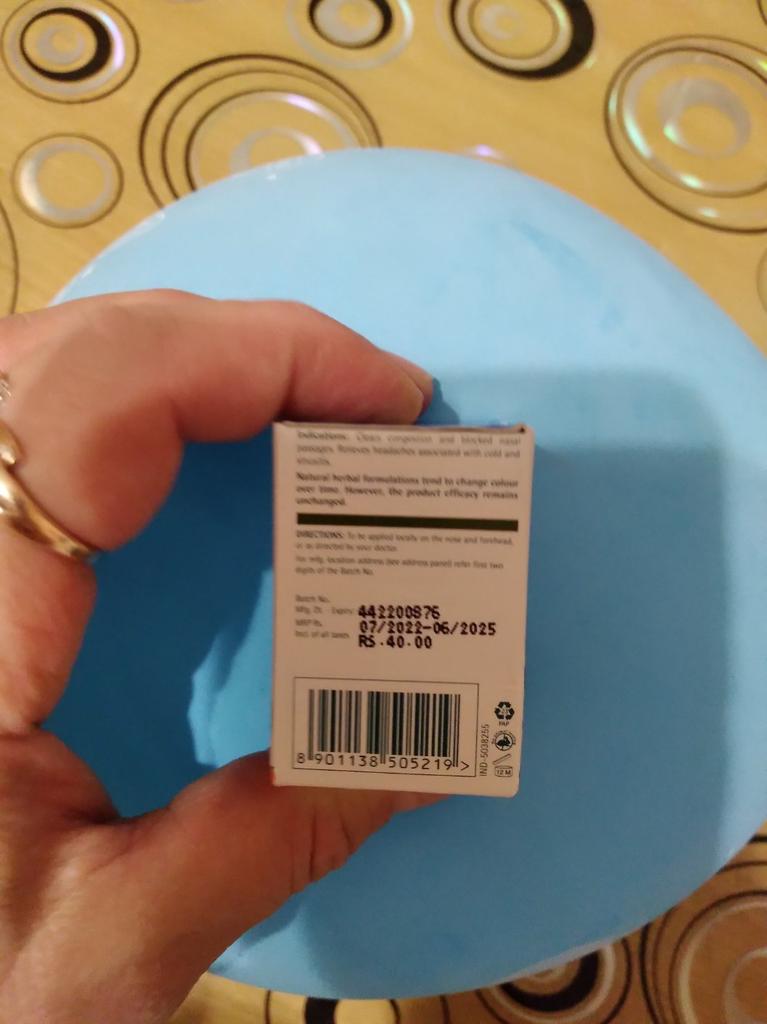 Indications: Clears congestion and blocked nasal
passages. Relieves headaches associated with cold and
sinusitis.
Natural herbal formulations tend to change colour
over time. However, the product efficacy remains
unchanged.
DIRECTIONS: To be applied locally on the nose and forehead,
or as directed by your doctor.
For mfg. location address (see address panel) refer first two
digits of the Batch No.
Batch No.
Mfg. Dt. - Expiry: 442200876
MRP Rs. 07/2022-06/2025
Incl. of all taxes RS.40.00
8 901138 505219 >
IND-5038255
PAP
12 M